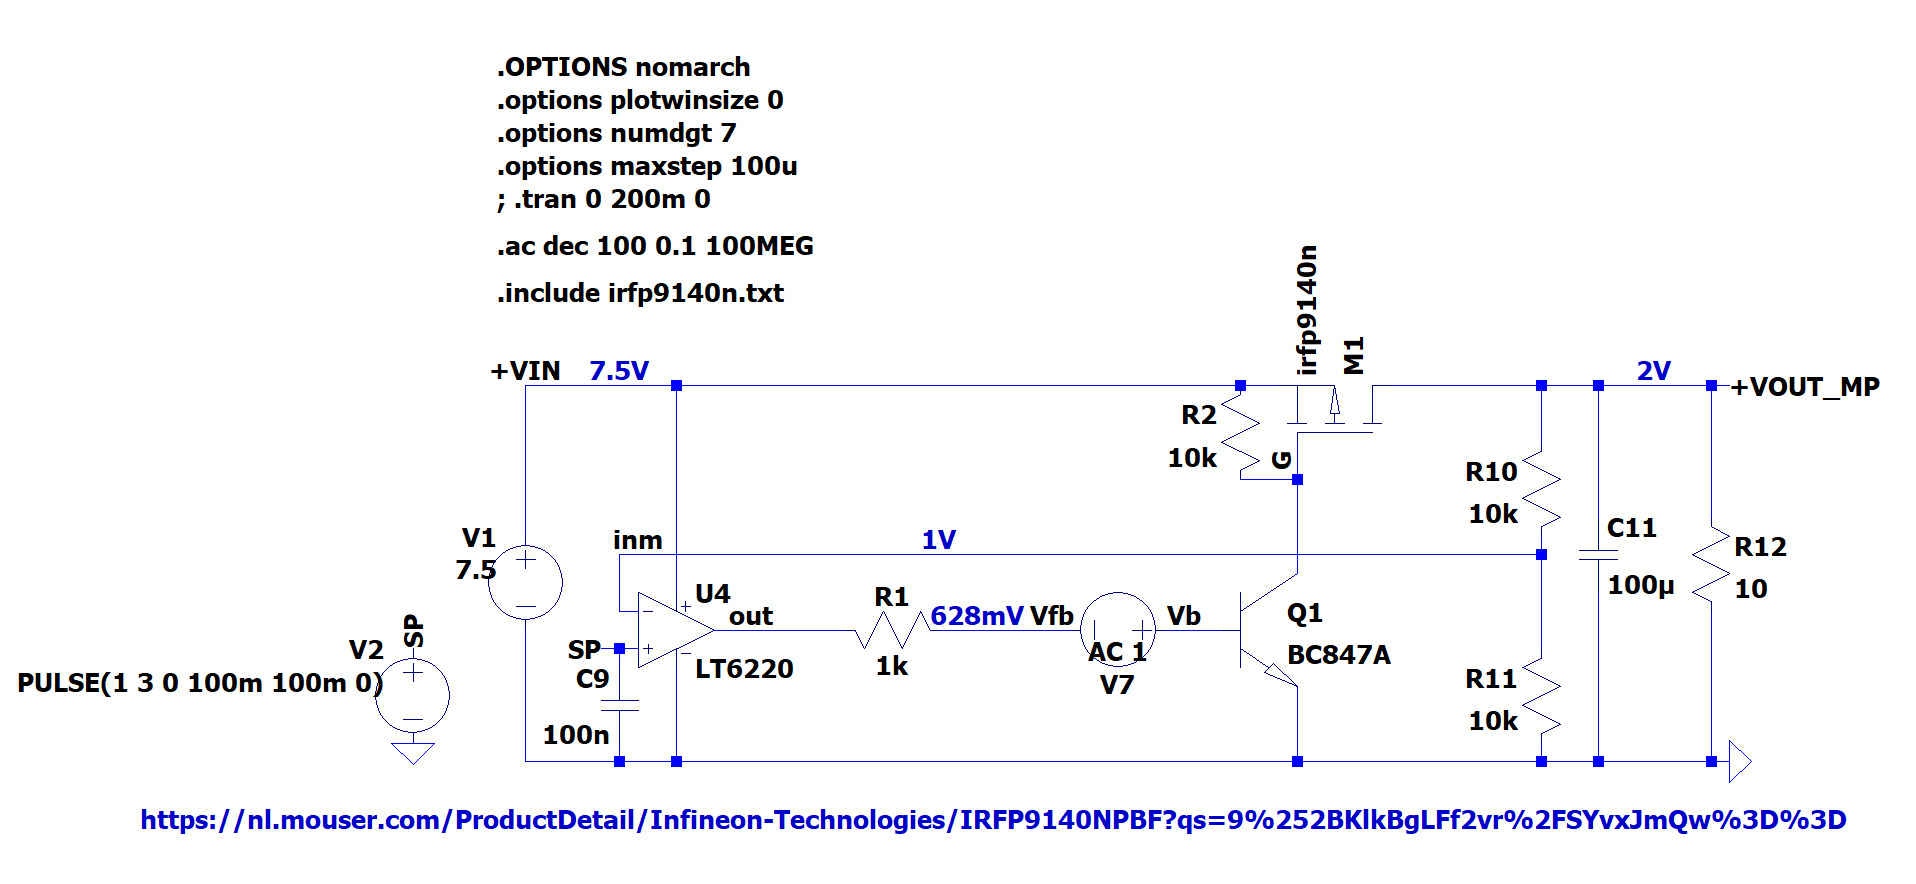 .OPTIONS nomarch
.options plotwinsize 0
.options numdgt 7
.options maxstep 100u
; .tran 0 200m 0
.ac dec 100 0.1 100MEG
.include irfp9140n.txt
irfp9140n
M1
+VIN 7.5V
2V
+VOUT_MP
R2
10k
G
R10
10k
V1
7.5
inm
1V
C11
100µ
R12
10
U4
out
R1
1k
628mV Vfb
Vb
AC 1
V7
Q1
BC847A
SP
V2
PULSE(1 3 0 100m 100m 0)
SP
C9
100n
LT6220
R11
10k
https://nl.mouser.com/ProductDetail/Infineon-Technologies/IRFP9140NPBF?qs=9%252BKlkBgLFf2vr%2FSYvxJmQw%3D%3D